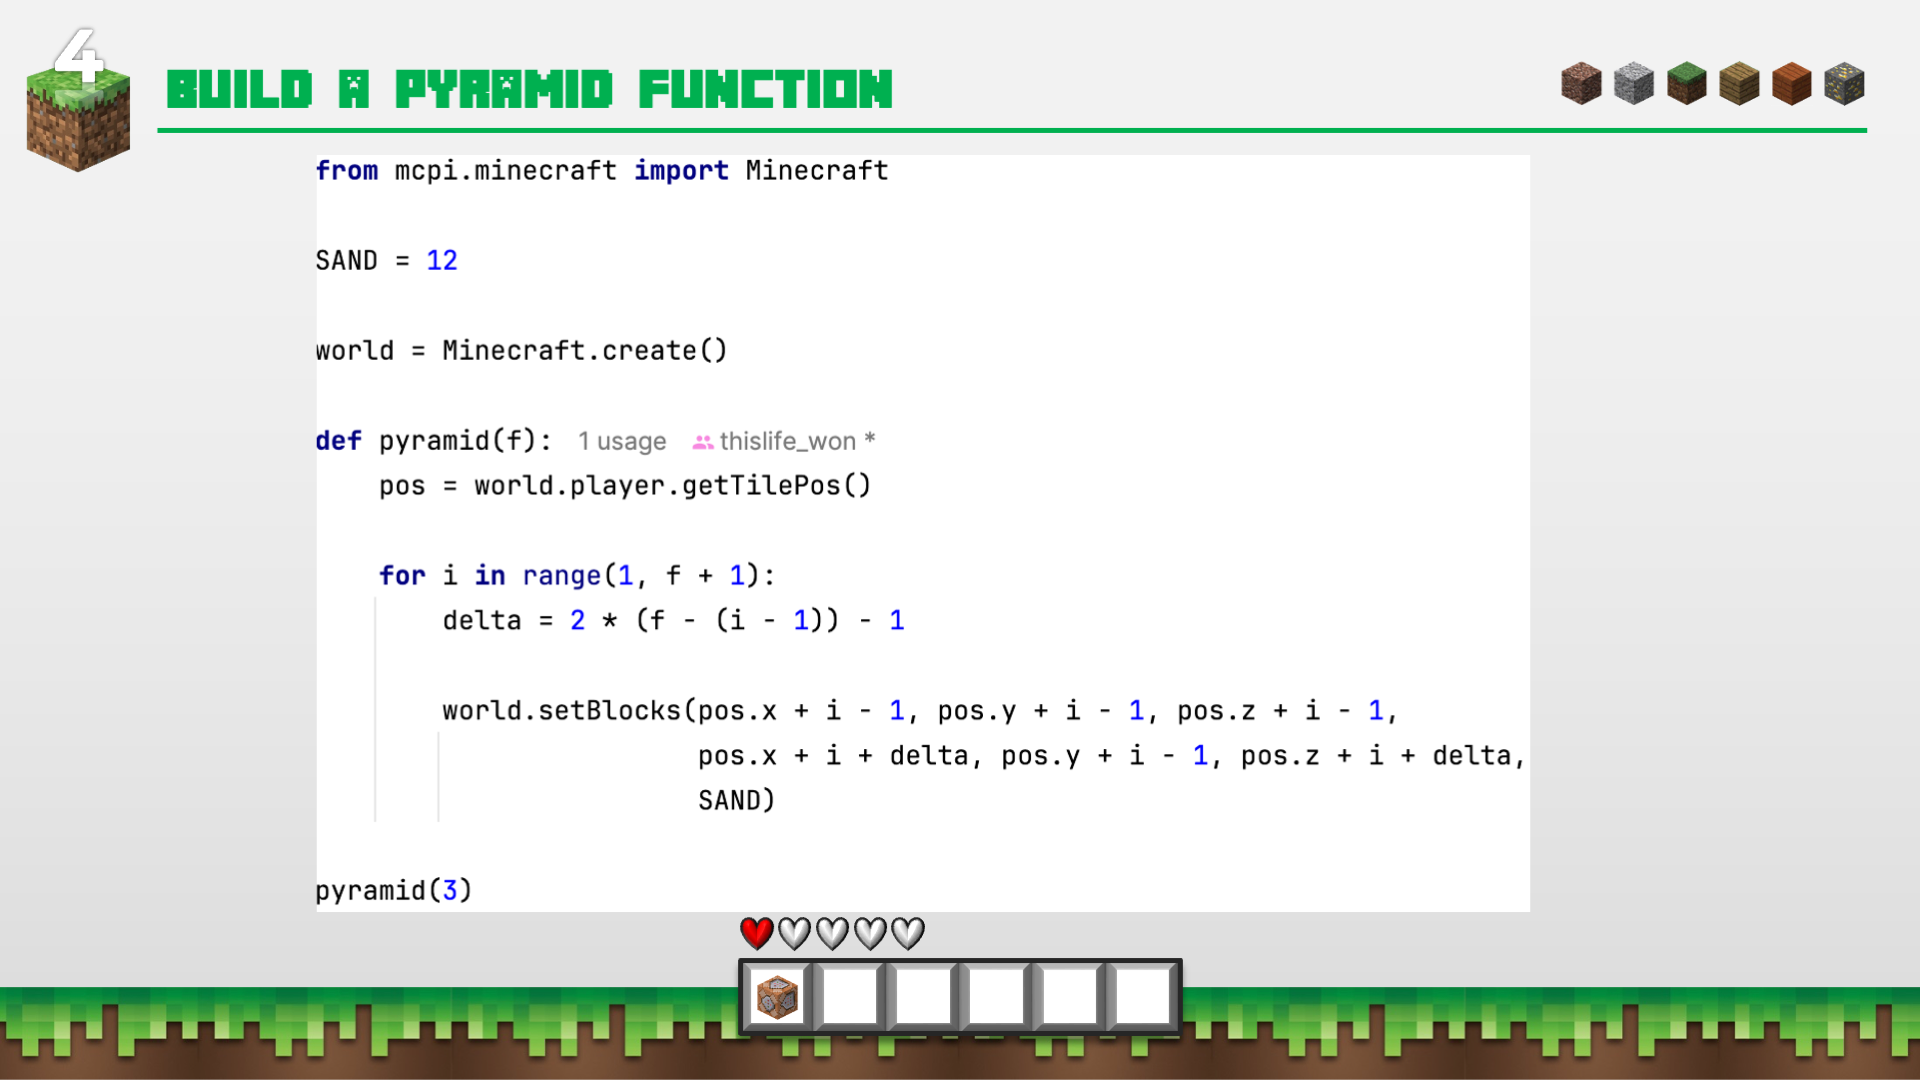 4
BUILD A PYRAMID FUNCTION
from mcpi.minecraft import Minecraft
SAND = 12
world = Minecraft.create()
def pyramid(f): 1 usage thislife_won *
    pos = world.player.getTilePos()
    for i in range(1, f + 1):
        delta = 2 * (f - (i - 1)) - 1
        world.setBlocks(pos.x + i - 1, pos.y + i - 1, pos.z + i - 1,
                        pos.x + i + delta, pos.y + i - 1, pos.z + i + delta,
                        SAND)
pyramid(3)